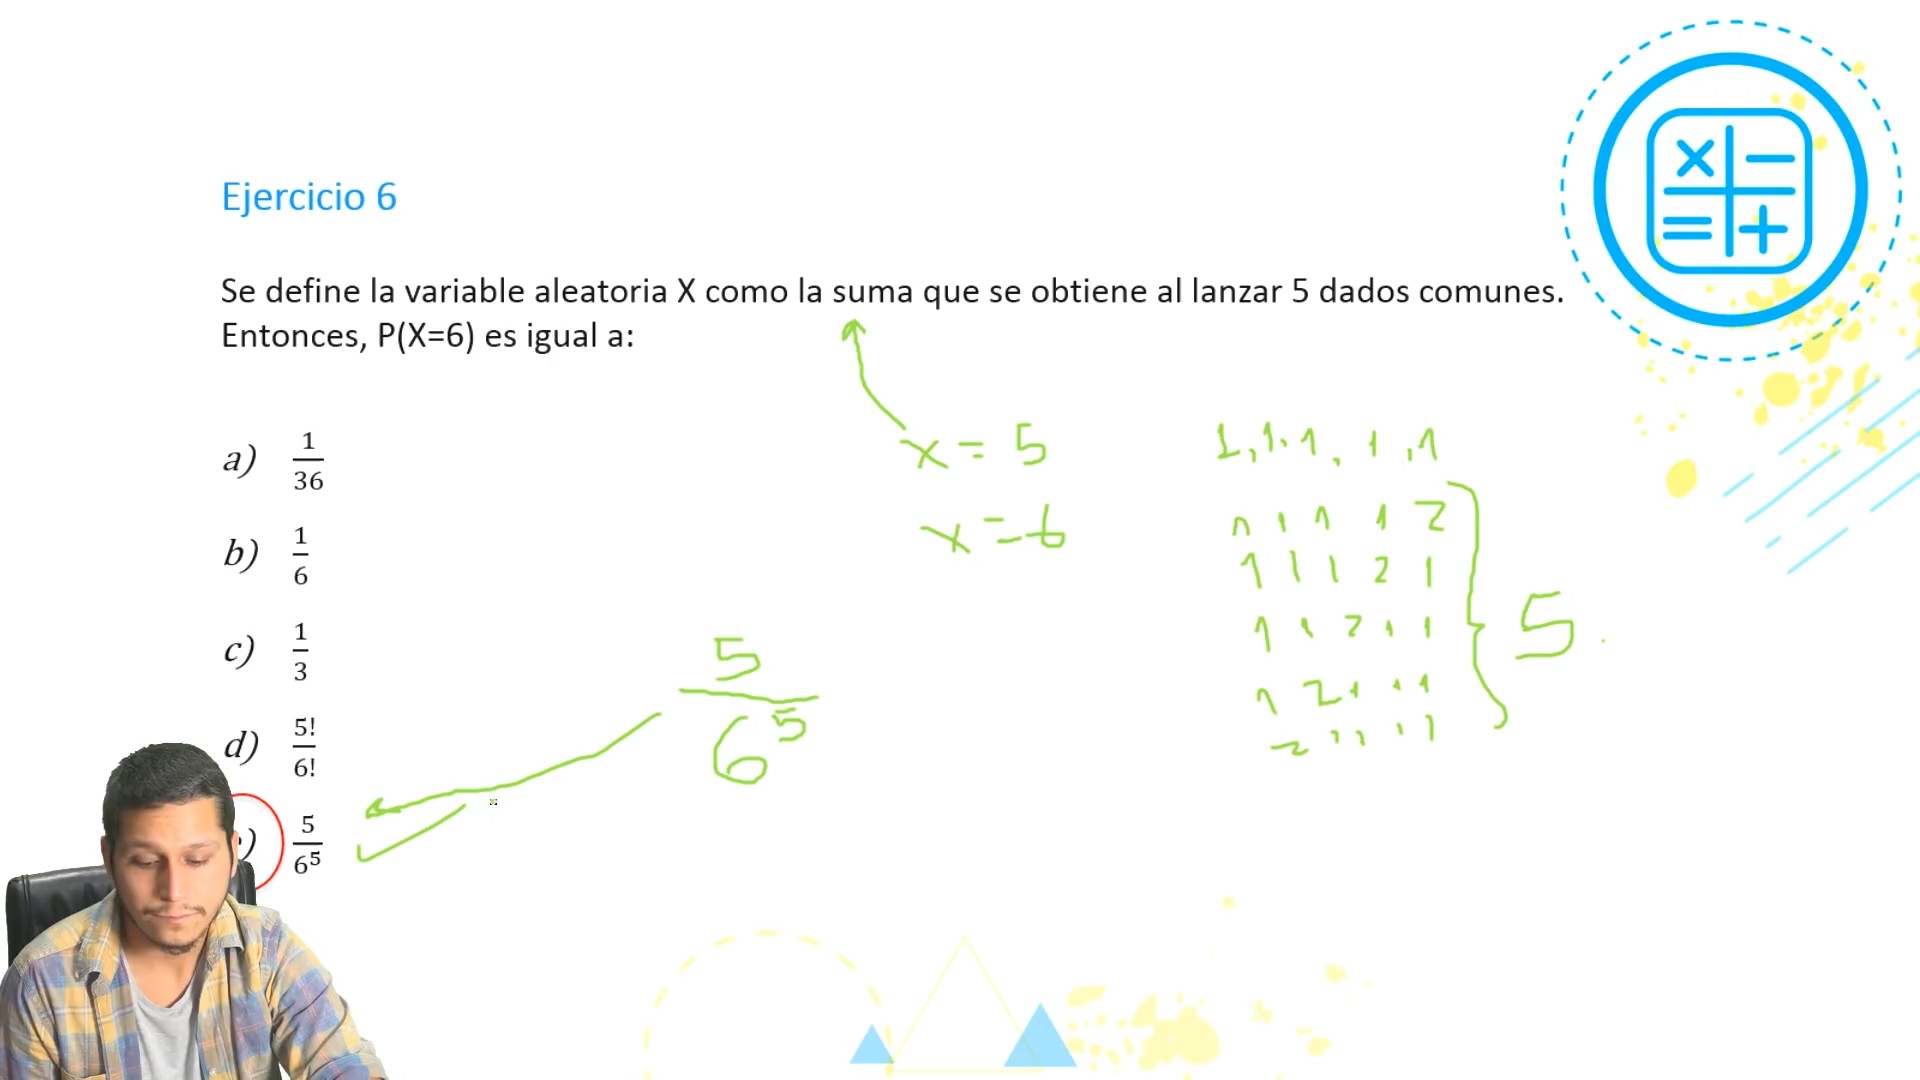 Ejercicio 6
Se define la variable aleatoria X como la suma que se obtiene al lanzar 5 dados comunes.
Entonces, P(X=6) es igual a:
a) 1/36
b) 1/6
c) 1/3
d) 5!/6!
) 5/6⁵
x = 5
x = 6
1, 1, 1, 1, 1
1 1 1 1 2
1 1 1 2 1
1 1 2 1 1
1 2 1 1 1
2 1 1 1 1
5
5/6⁵